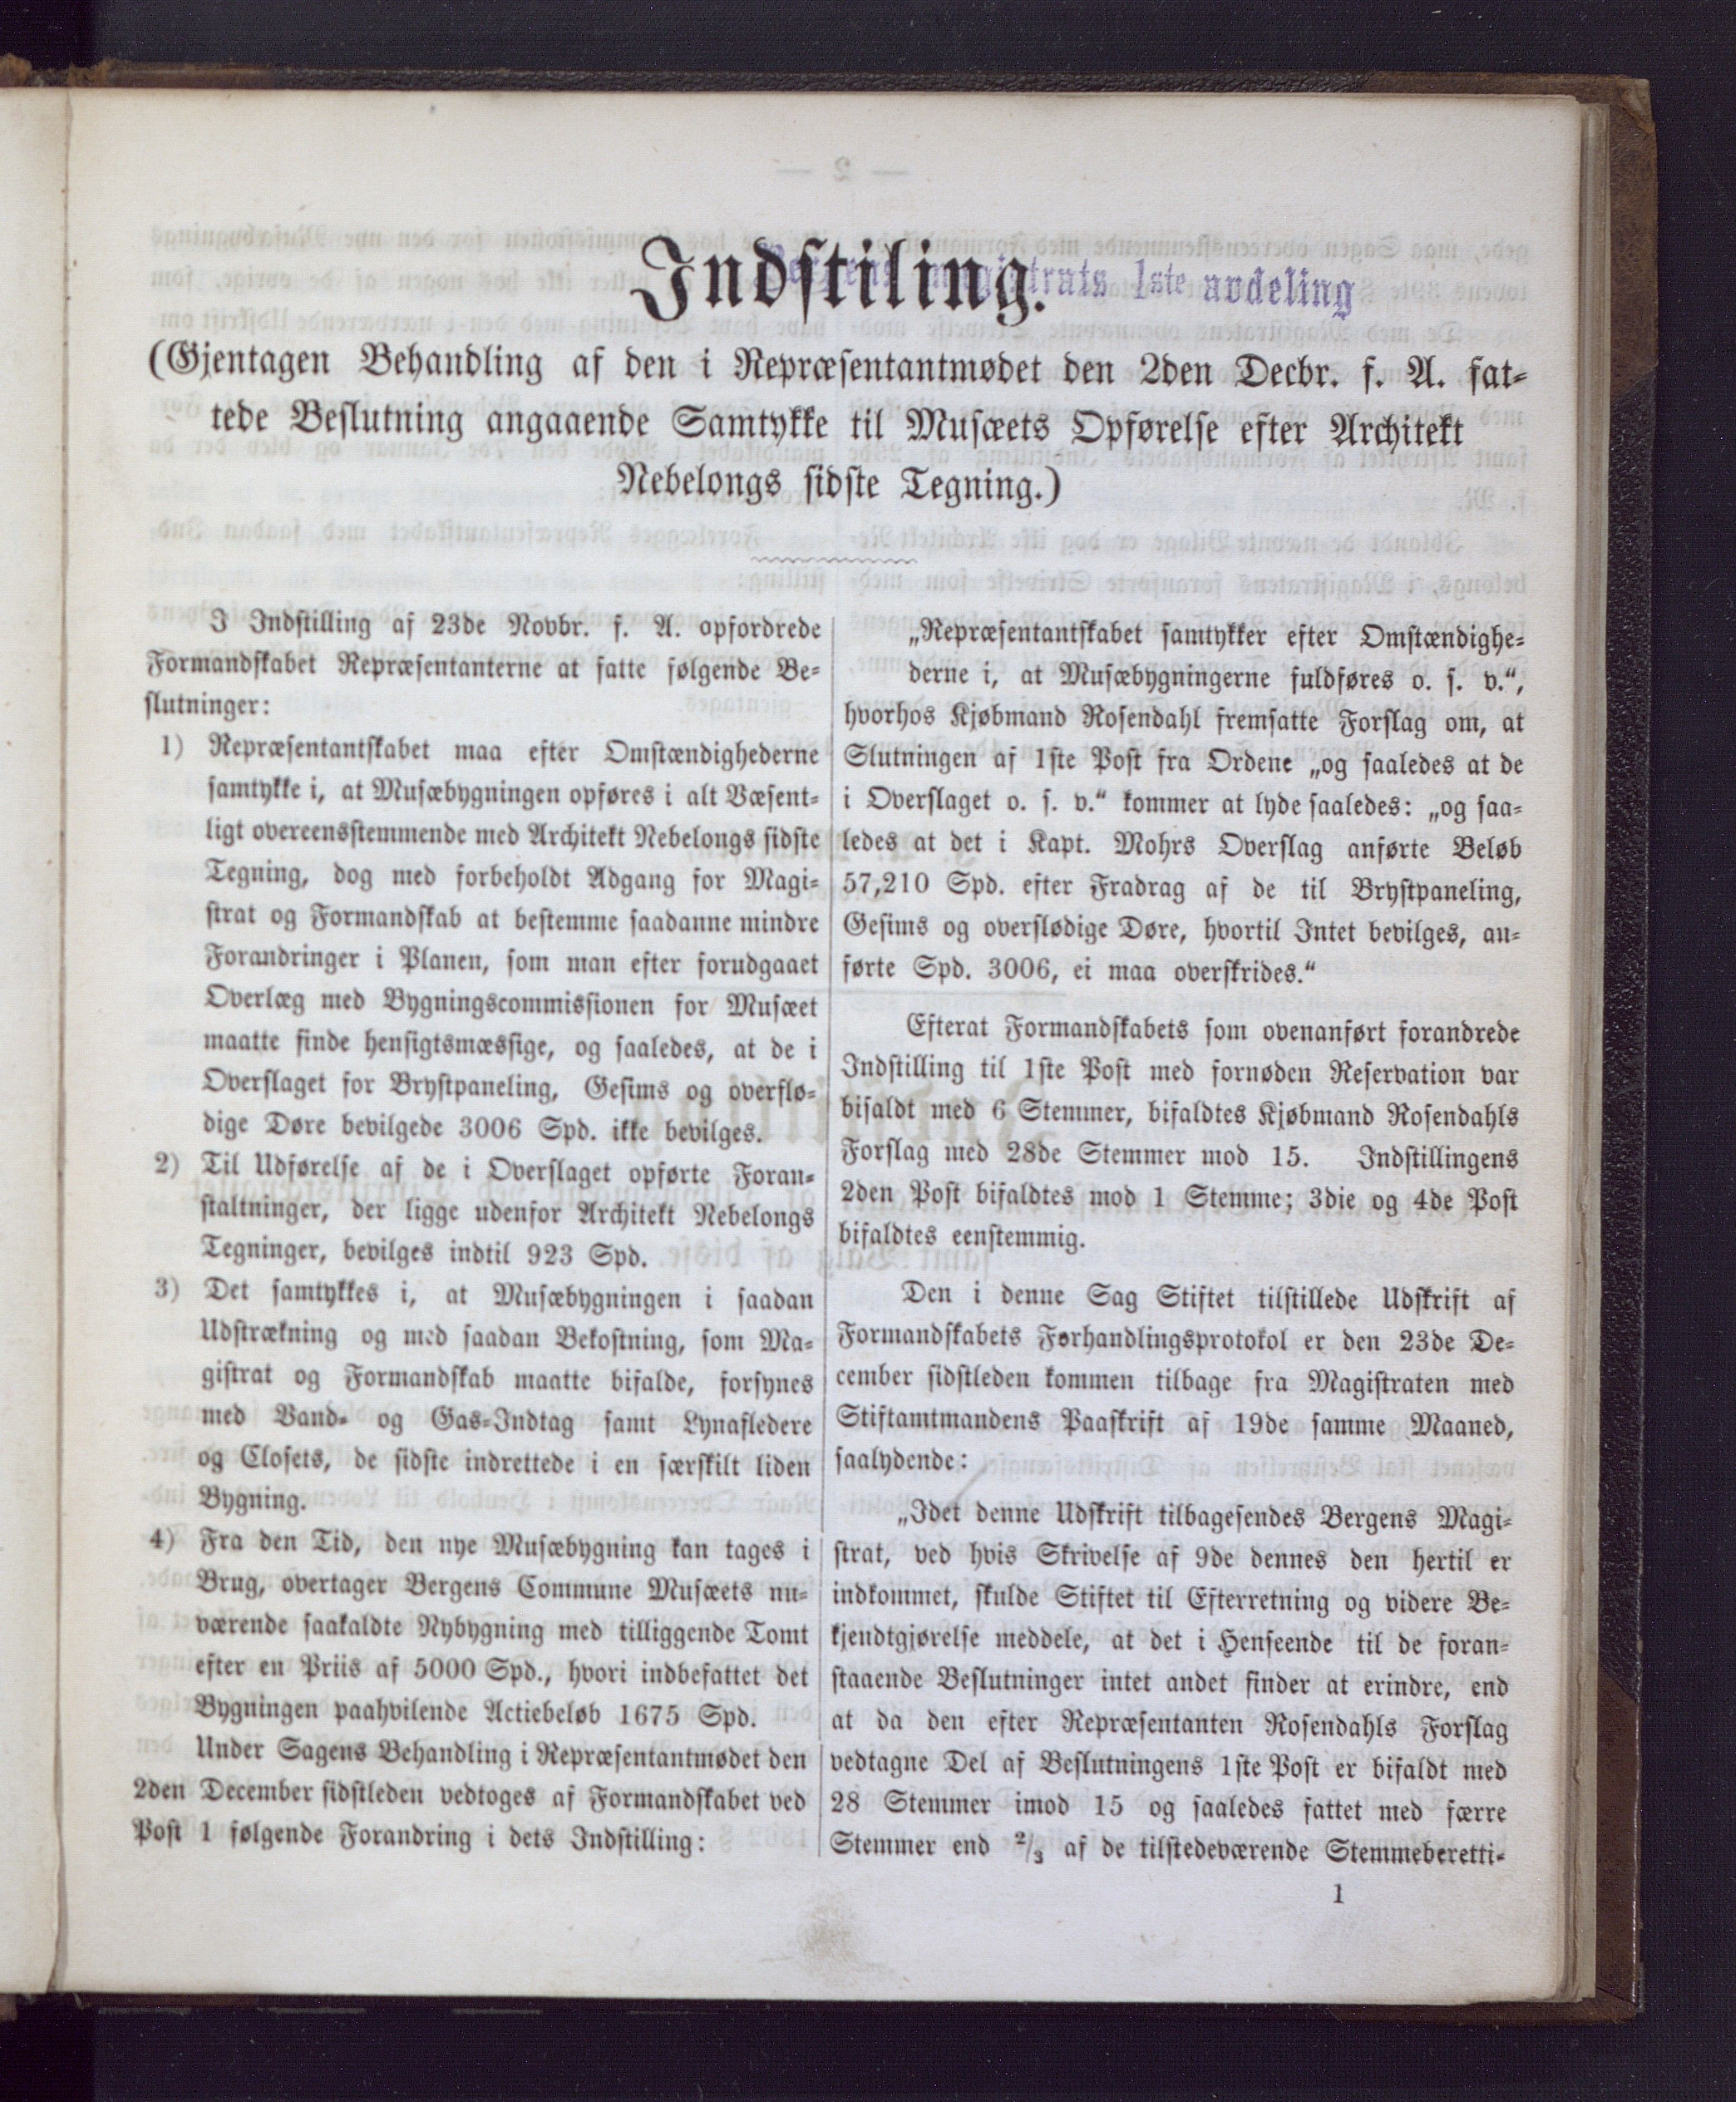 Indstiling.
Bergens magistrats 1ste avdeling
(Gjentagen Behandling af den i Repræsentantmødet den 2den Decbr. f. A. fat-
tede Beslutning angaaende Samtykke til Musæets Opførelse efter Architekt
Nebelongs sidste Tegning.)
I Indstilling af 23de Novbr. f. A. opfordrede
Formandskabet Repræsentanterne at fatte følgende Be-
slutninger:
1) Repræsentantskabet maa efter Omstændighederne
samtykke i, at Musæbygningen opføres i alt Væsent-
ligt overeensstemmende med Architekt Nebelongs sidste
Tegning, dog med forbeholdt Adgang for Magi-
strat og Formandskab at bestemme saadanne mindre
Forandringer i Planen, som man efter forudgaaet
Overlæg med Bygningscommissionen for Musæet
maatte finde hensigtsmæssige, og saaledes, at de i
Overslaget for Brystpaneling, Gesims og overflø-
dige Døre bevilgede 3006 Spd. ikke bevilges.
2) Til Udførelse af de i Overslaget opførte Foran-
staltninger, der ligge udenfor Architekt Nebelongs
Tegninger, bevilges indtil 923 Spd.
3) Det samtykkes i, at Musæbygningen i saadan
Udstrækning og med saadan Bekostning, som Ma-
gistrat og Formandskab maatte bifalde, forsynes
med Vand- og Gas-Indtag samt Lynafledere
og Closets, de sidste indrettede i en særskilt liden
Bygning.
4) Fra den Tid, den nye Musæbygning kan tages i
Brug, overtager Bergens Commune Musæets nu-
værende saakaldte Nybygning med tilliggende Tomt
efter en Priis af 5000 Spd., hvori indbefattet det
Bygningen paahvilende Actiebeløb 1675 Spd.
Under Sagens Behandling i Repræsentantmødet den
2den December sidstleden vedtoges af Formandskabet ved
Post 1 følgende Forandring i dets Indstilling:
„Repræsentantskabet samtykker efter Omstændighe-
derne i, at Musæbygningerne fuldføres o. s. v.“,
hvorhos Kjøbmand Rosendahl fremsatte Forslag om, at
Slutningen af 1ste Post fra Ordene „og saaledes at de
i Overslaget o. s. v.“ kommer at lyde saaledes: „og saa-
ledes at det i Kapt. Mohrs Overslag anførte Beløb
57,210 Spd. efter Fradrag af de til Brystpaneling,
Gesims og overslødige Døre, hvortil Intet bevilges, an-
førte Spd. 3006, ei maa overskrides.“
Efterat Formandskabets som ovenanført forandrede
Indstilling til 1ste Post med fornøden Reservation var
bifaldt med 6 Stemmer, bifaldtes Kjøbmand Rosendahls
Forslag med 28de Stemmer mod 15. Indstillingens
2den Post bifaldtes mod 1 Stemme; 3die og 4de Post
bifaldtes eenstemmig.
Den i denne Sag Stiftet tilstillede Udskrift af
Formandskabets Forhandlingsprotokol er den 23de De-
cember sidstleden kommen tilbage fra Magistraten med
Stiftamtmandens Paaskrift af 19de samme Maaned,
saalydende:
„Idet denne Udskrift tilbagesendes Bergens Magi-
strat, ved hvis Skrivelse af 9de dennes den hertil er
indkommet, skulde Stiftet til Efterretning og videre Be-
kjendtgjørelse meddele, at det i Henseende til de foran-
staaende Beslutninger intet andet finder at erindre, end
at da den efter Repræsentanten Rosendahls Forslag
vedtagne Del af Beslutningens 1ste Post er bifaldt med
28 Stemmer imod 15 og saaledes fattet med færre
Stemmer end 2/3 af de tilstedeværende Stemmeberetti-
1